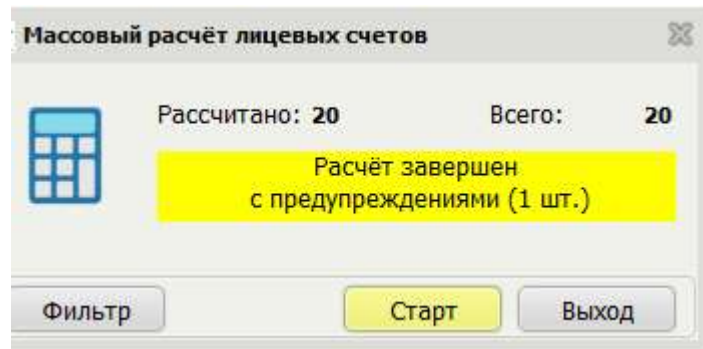 Массовый расчёт лицевых счетов
Рассчитано: 20 Всего: 20
Расчёт завершен
с предупреждениями (1 шт.)
Фильтр Старт Выход